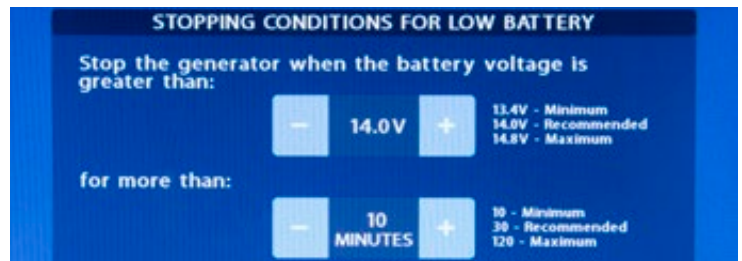 STOPPING CONDITIONS FOR LOW BATTERY
Stop the generator when the battery voltage is
greater than:
− 14.0V +
13.4V - Minimum
14.0V - Recommended
14.8V - Maximum
for more than:
− 10 MINUTES +
10 - Minimum
30 - Recommended
120 - Maximum